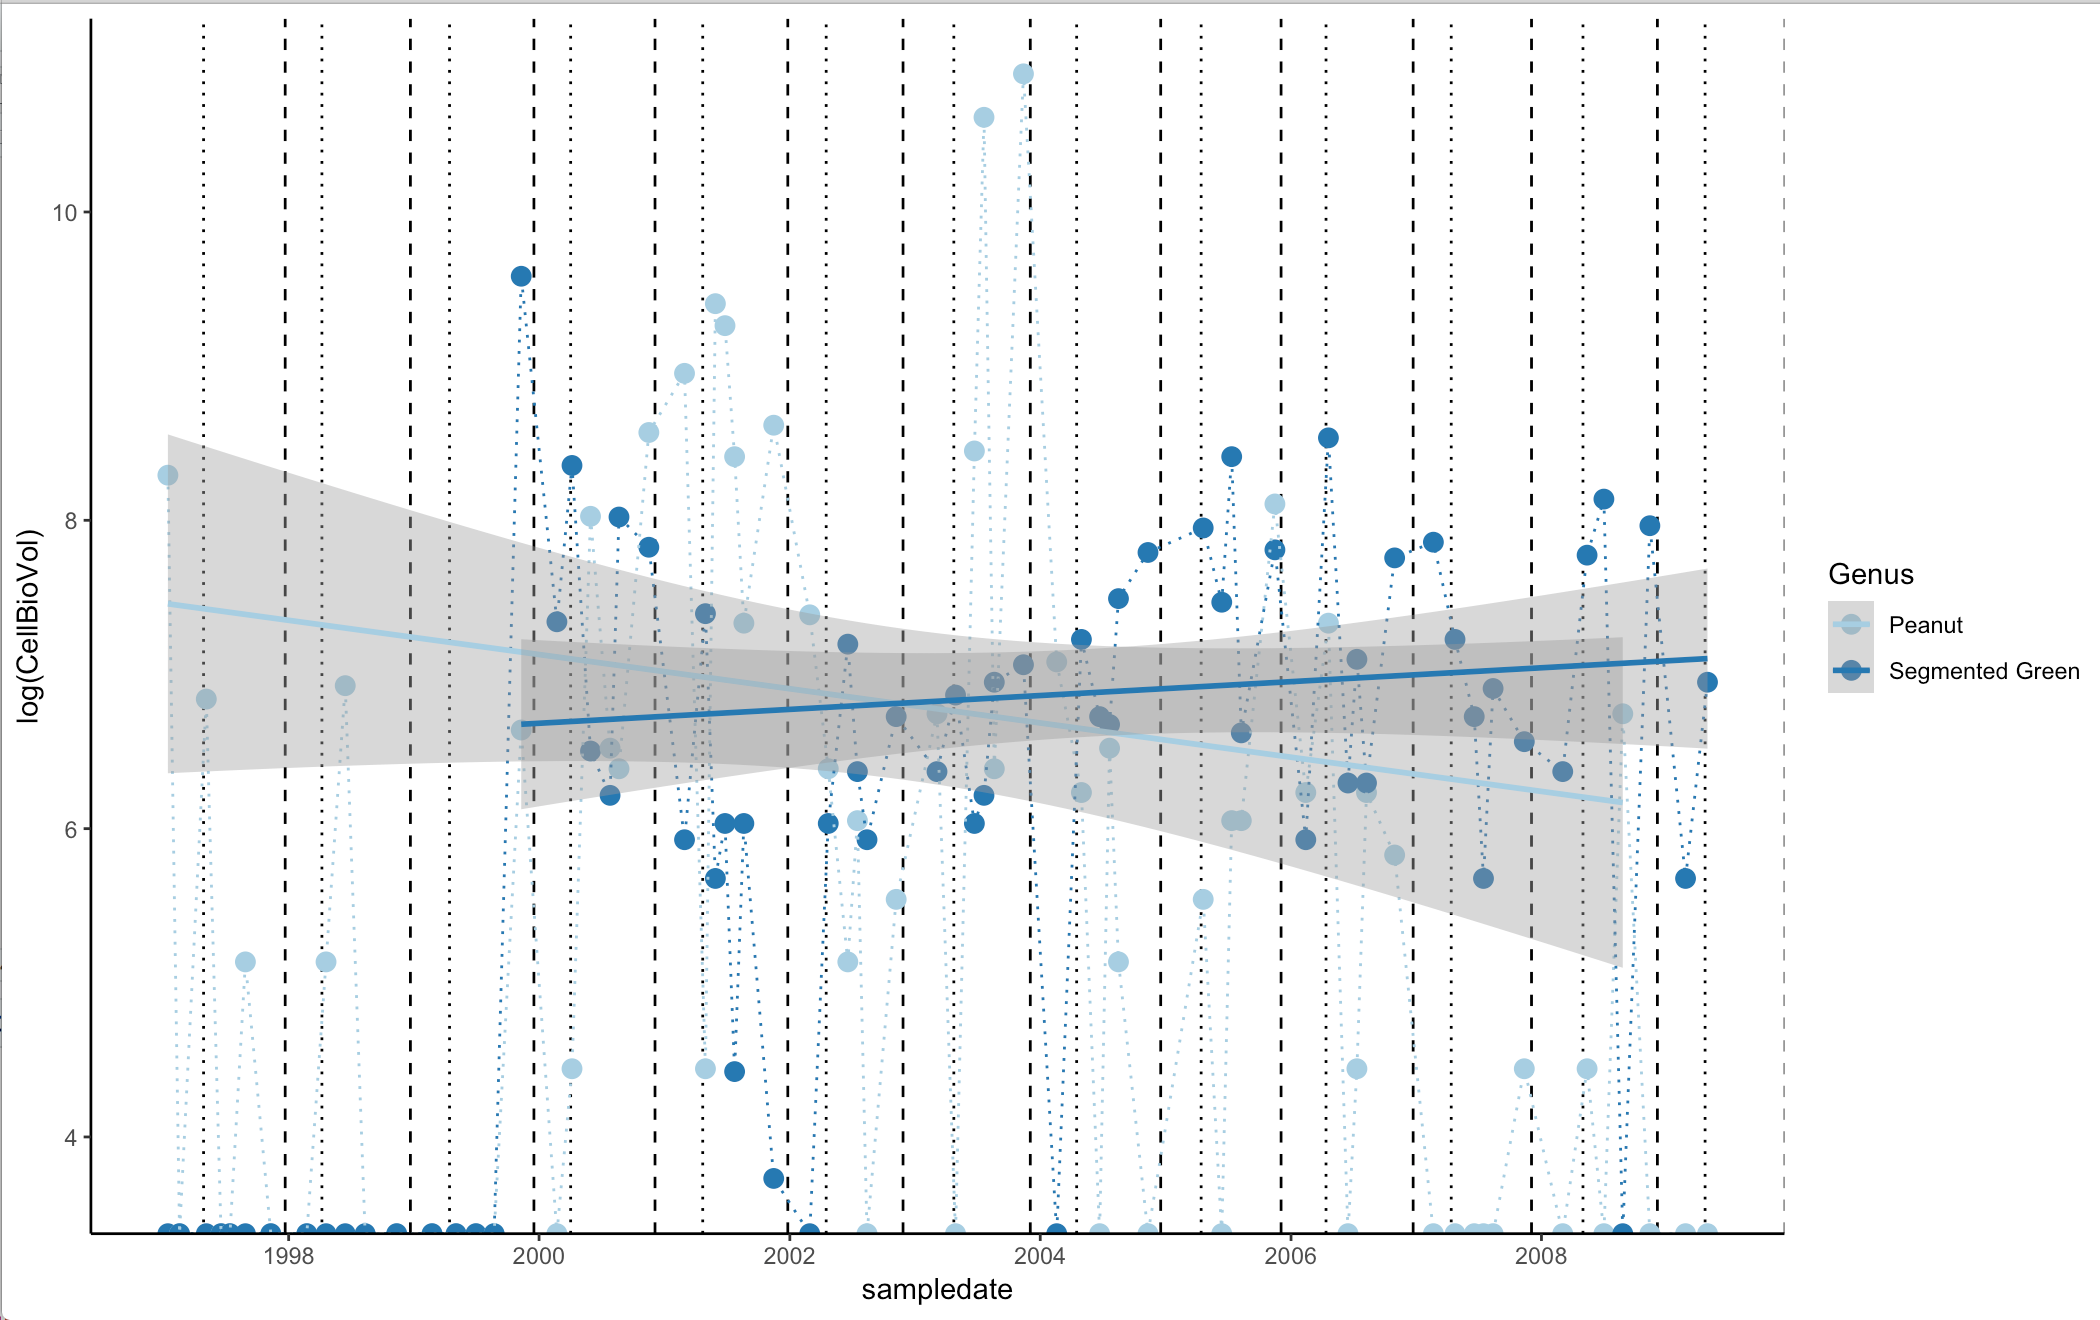 log(CellBioVol)
10
8
6
4
1998 2000 2002 2004 2006 2008
sampledate
Genus
Peanut
Segmented Green